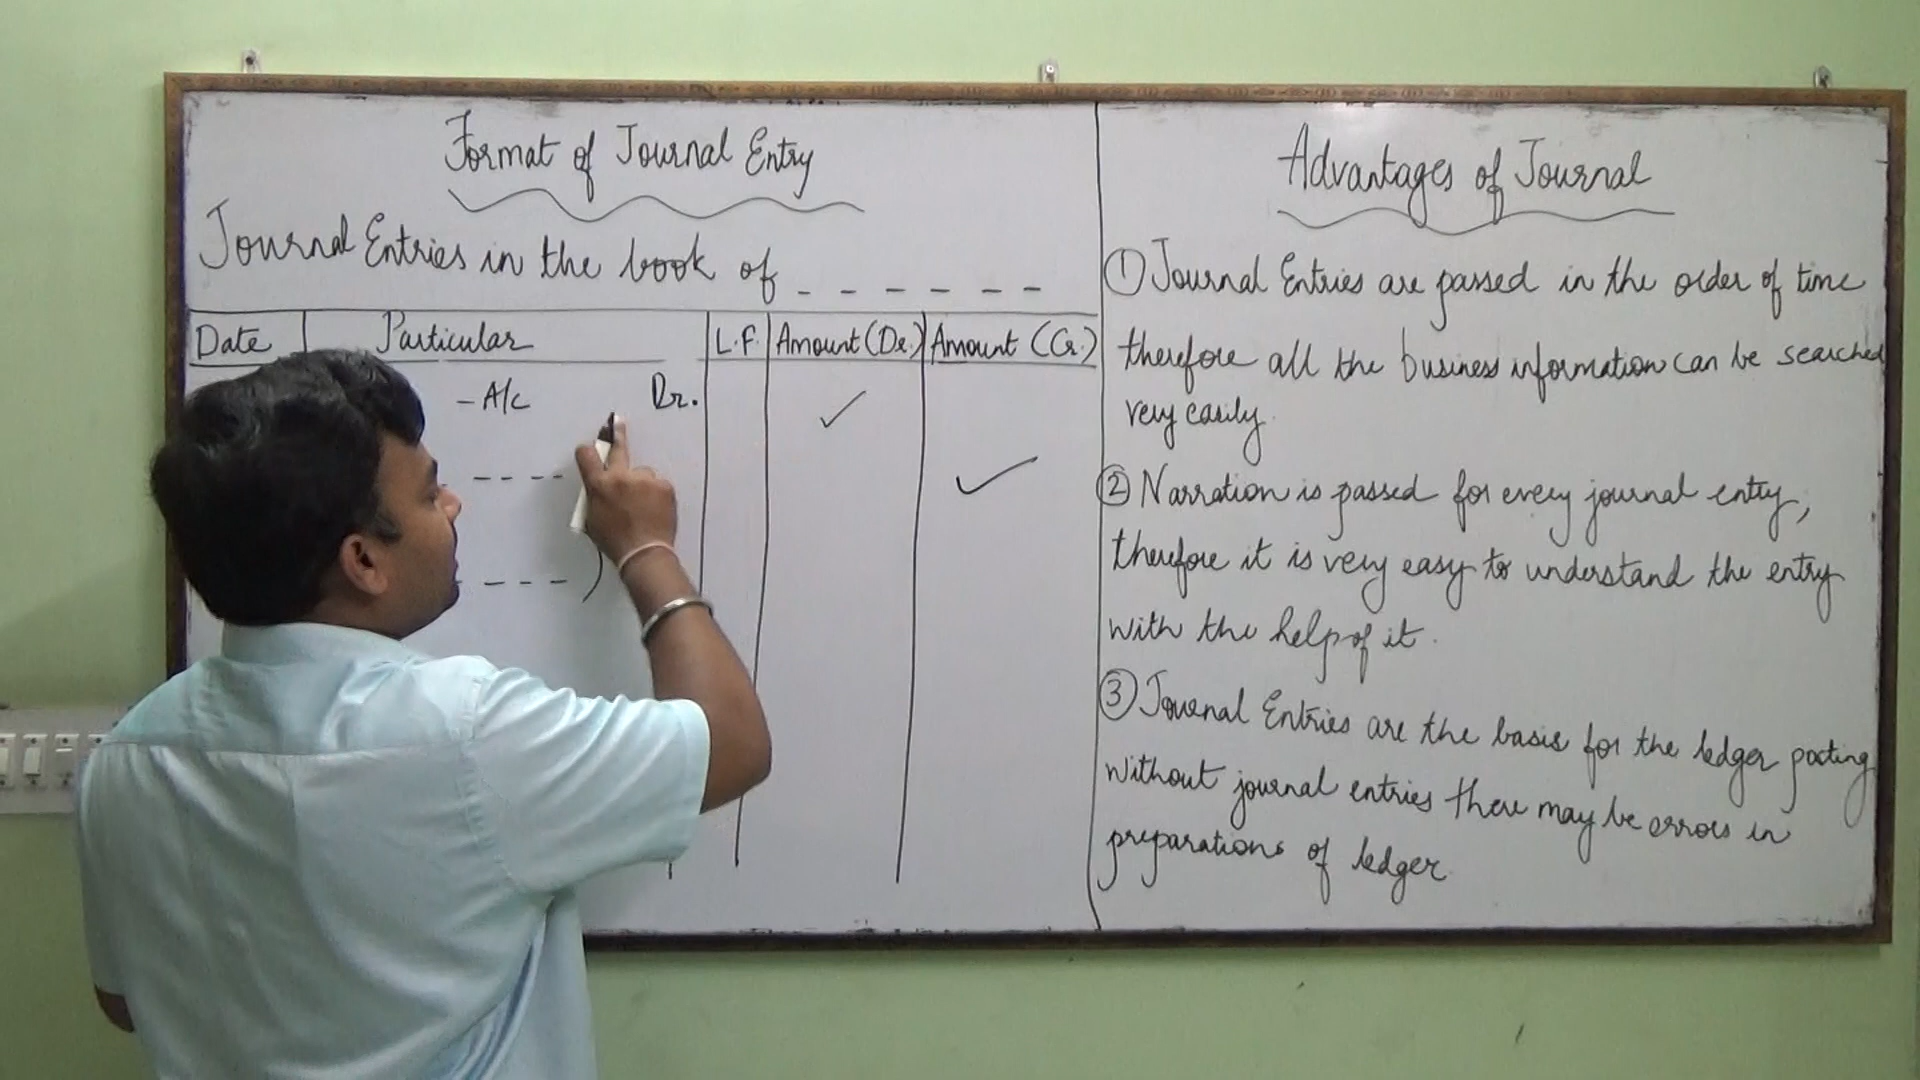 Format of Journal Entry
Journal Entries in the book of _ _ _ _ _ _
Date Particular L.F. Amount (Dr.) Amount (Cr.)
- A/c Dr. ✓
- - - - ✓
- - - - )
Advantages of Journal
① Journal Entries are passed in the order of time
therefore all the business information can be searched
very easily.
② Narration is passed for every journal entry,
therefore it is very easy to understand the entry
with the help of it.
③ Journal Entries are the basis for the ledger posting
without journal entries there may be errors in
preparations of ledger.